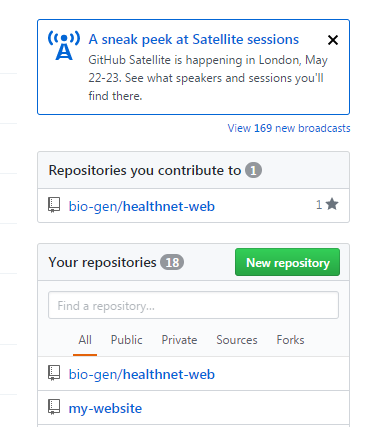 A sneak peek at Satellite sessions
GitHub Satellite is happening in London, May
22-23. See what speakers and sessions you'll
find there.
View 169 new broadcasts
Repositories you contribute to 1
bio-gen/healthnet-web 1
Your repositories 18 New repository
Find a repository...
All Public Private Sources Forks
bio-gen/healthnet-web
my-website